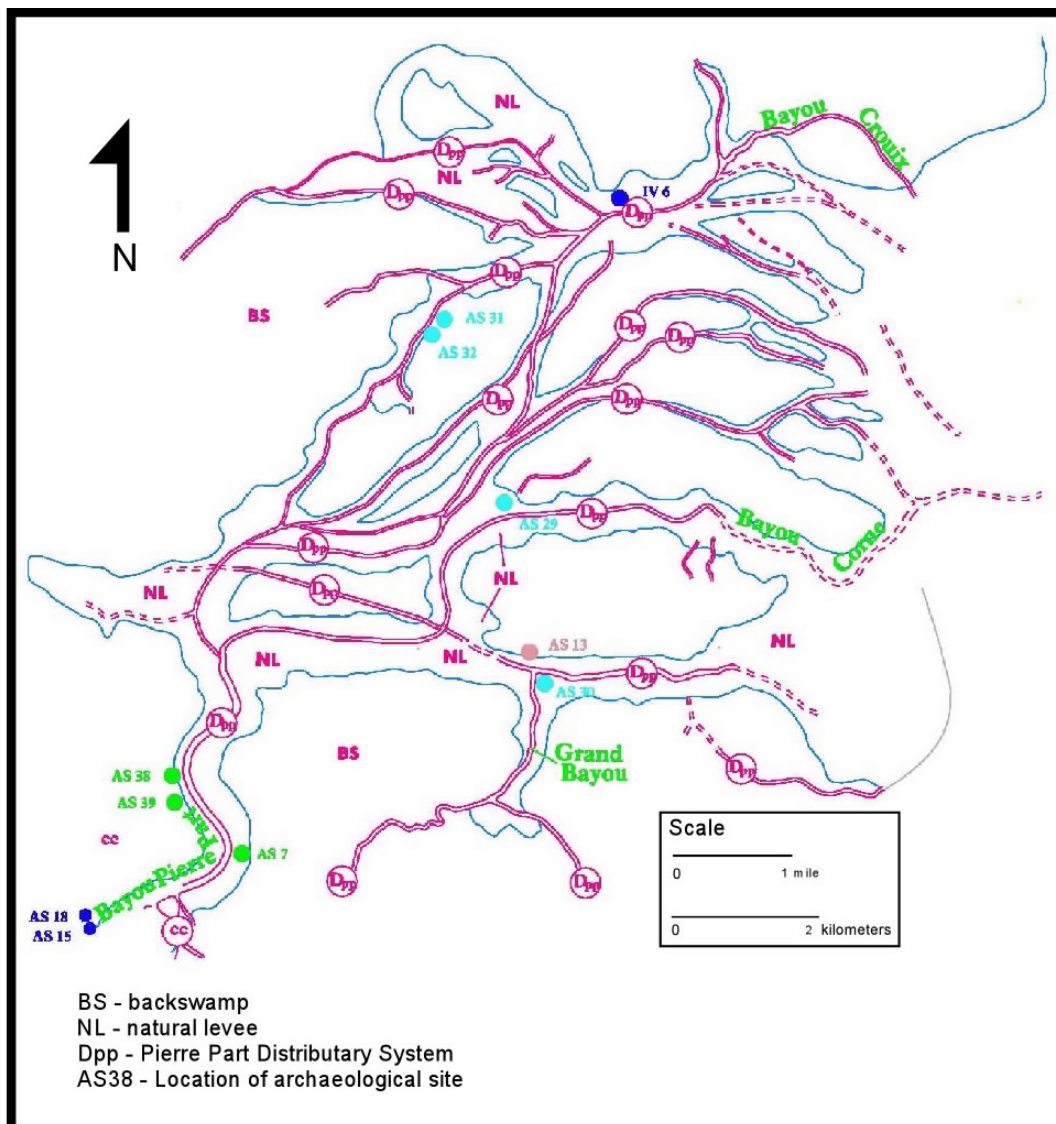 NL
Bayou
Crouix
Dpp
NL
Dpp
IV 6
Dpp
N
Dpp
BS
AS 31
AS 32
Dpp
Dpp
Dpp
Dpp
AS 29
Dpp
Bayou
Corne
Dpp
NL
Dpp
NL
NL
NL
AS 13
NL
Dpp
AS 30
Dpp
BS
Grand
Bayou
Dpp
AS 38
AS 39
Part
cc
Bayou Pierre
AS 7
Dpp
Dpp
AS 18
AS 15
cc
Scale
0 1 mile
0 2 kilometers
BS - backswamp
NL - natural levee
Dpp - Pierre Part Distributary System
AS38 - Location of archaeological site